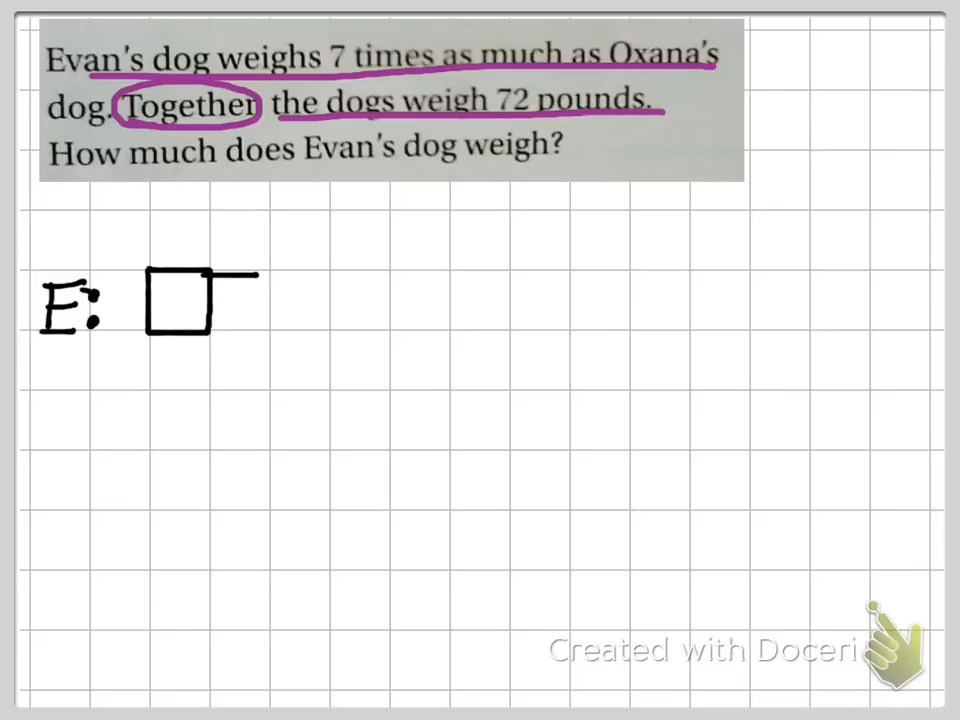 Evan's dog weighs 7 times as much as Oxana's
dog. Together the dogs weigh 72 pounds.
How much does Evan's dog weigh?
E:
Created with Doceri